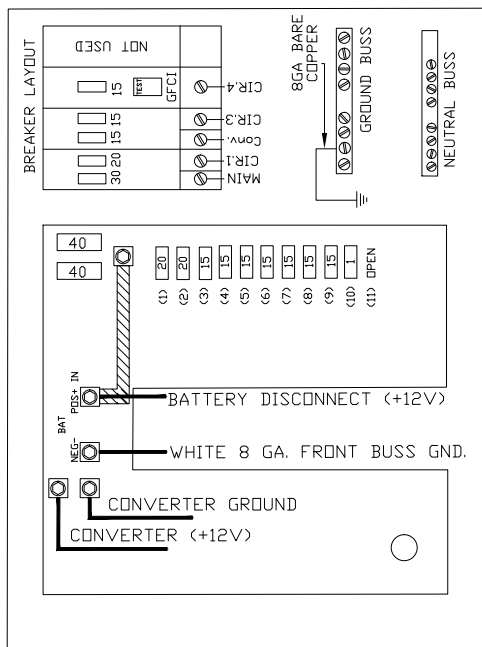 BREAKER LAYOUT
NOT USED
15
TEST
GFCI
CIR.4
15
CIR.3
15
Conv.
20
CIR.1
30
MAIN
8GA BARE
COPPER
GROUND BUSS
NEUTRAL BUSS
40
40
20
20
15
15
15
15
15
15
15
1
OPEN
(1)
(2)
(3)
(4)
(5)
(6)
(7)
(8)
(9)
(10)
(11)
BAT
POS+ IN
NEG-
BATTERY DISCONNECT (+12V)
WHITE 8 GA. FRONT BUSS GND.
CONVERTER GROUND
CONVERTER (+12V)